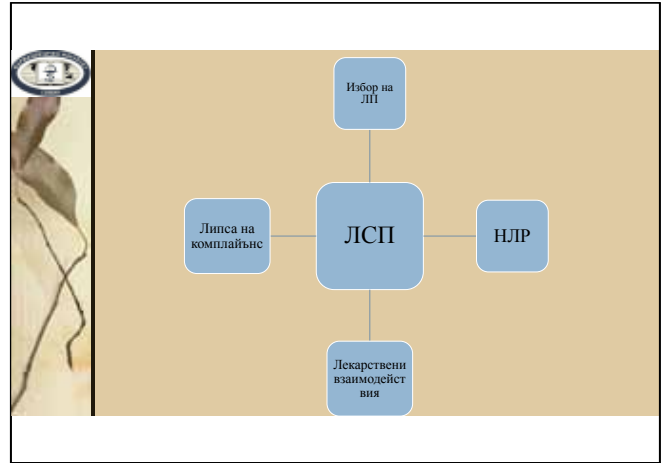 Избор на
ЛП
Липса на
комплайънс
ЛСП
НЛР
Лекарствени
взаимодейст
вия